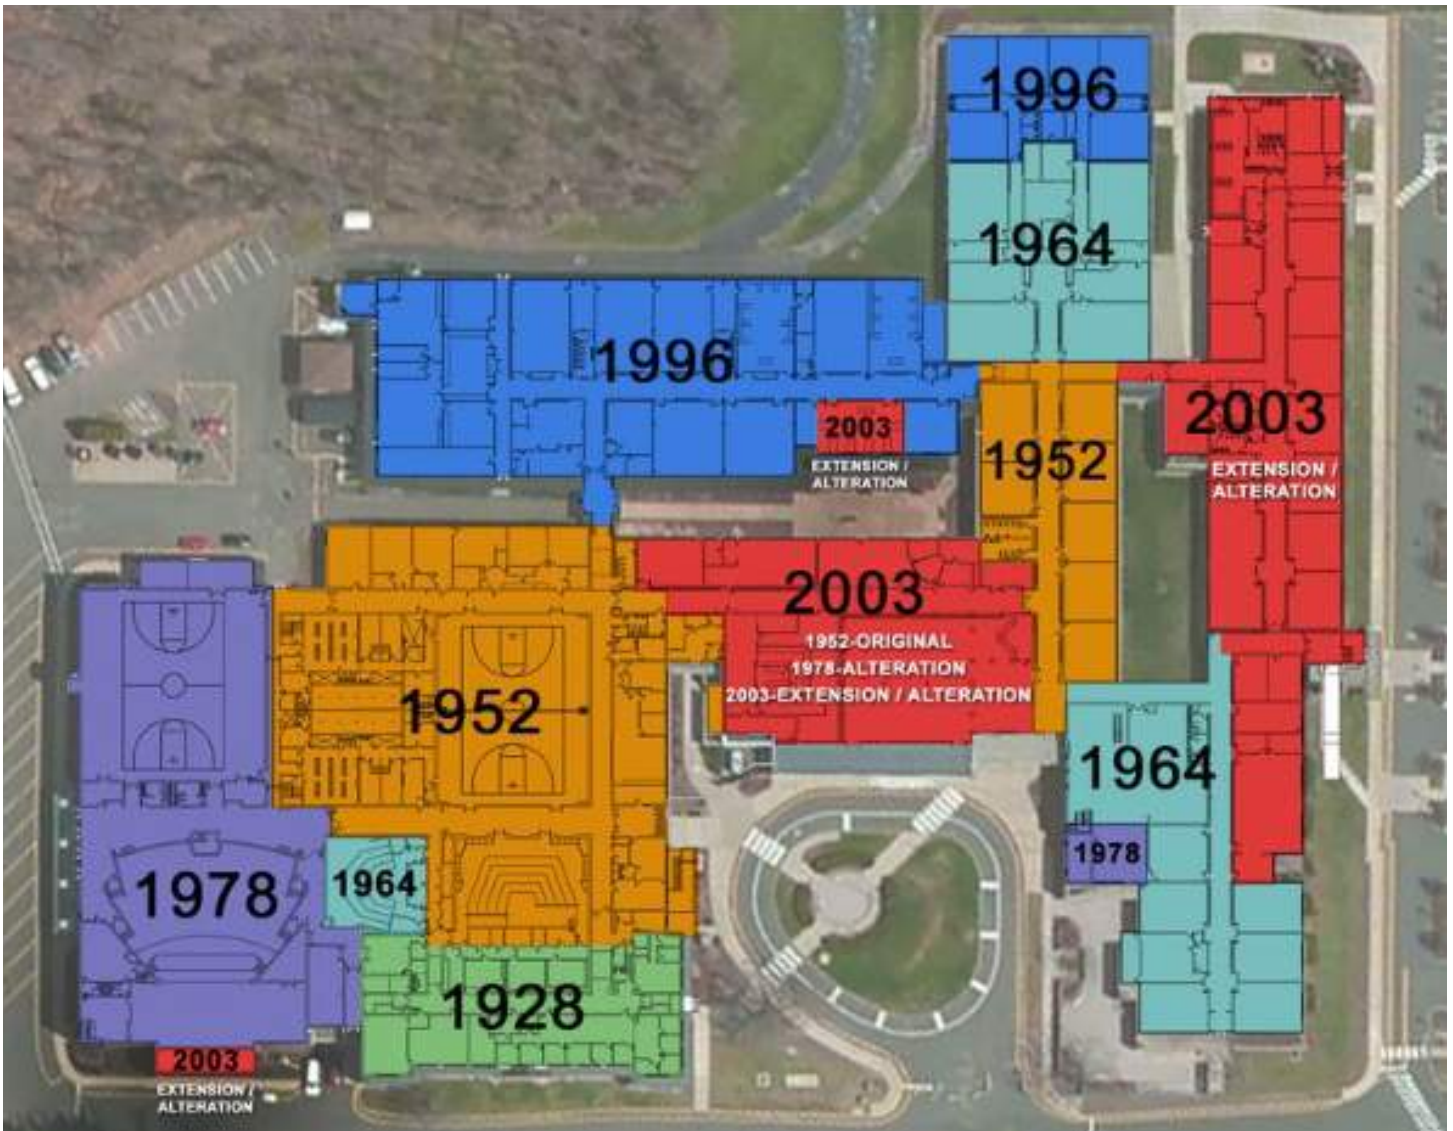 1996
1964
1996
2003
EXTENSION /
ALTERATION
2003
EXTENSION /
ALTERATION
1952
2003
1952-ORIGINAL
1978-ALTERATION
2003-EXTENSION / ALTERATION
1952
1964
1978
1978
1964
1928
2003
EXTENSION /
ALTERATION